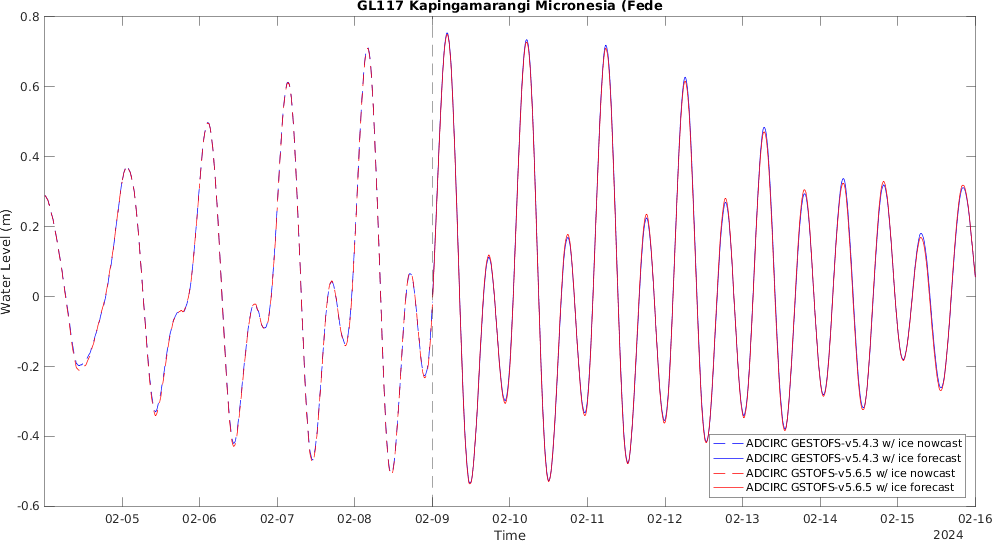 GL117 Kapingamarangi Micronesia (Fede
0.8
0.6
0.4
0.2
0
-0.2
-0.4
-0.6
Water Level (m)
ADCIRC GESTOFS-v5.4.3 w/ ice nowcast
ADCIRC GESTOFS-v5.4.3 w/ ice forecast
ADCIRC GSTOFS-v5.6.5 w/ ice nowcast
ADCIRC GSTOFS-v5.6.5 w/ ice forecast
02-05 02-06 02-07 02-08 02-09 02-10 02-11 02-12 02-13 02-14 02-15 02-16
Time
2024